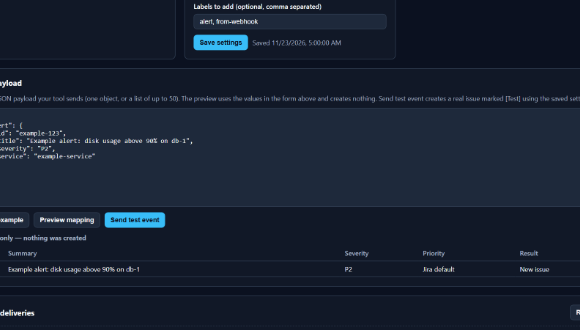 Labels to add (optional, comma separated)
alert, from-webhook
Save settings Saved 11/23/2026, 5:00:00 AM
ayload
SON payload your tool sends (one object, or a list of up to 50). The preview uses the values in the form above and creates nothing. Send test event creates a real issue marked [Test] using the saved sett
ert": {
id": "example-123",
title": "Example alert: disk usage above 90% on db-1",
severity": "P2",
service": "example-service"
xample Preview mapping Send test event
only — nothing was created
Summary Severity Priority Result
Example alert: disk usage above 90% on db-1 P2 Jira default New issue
deliveries R